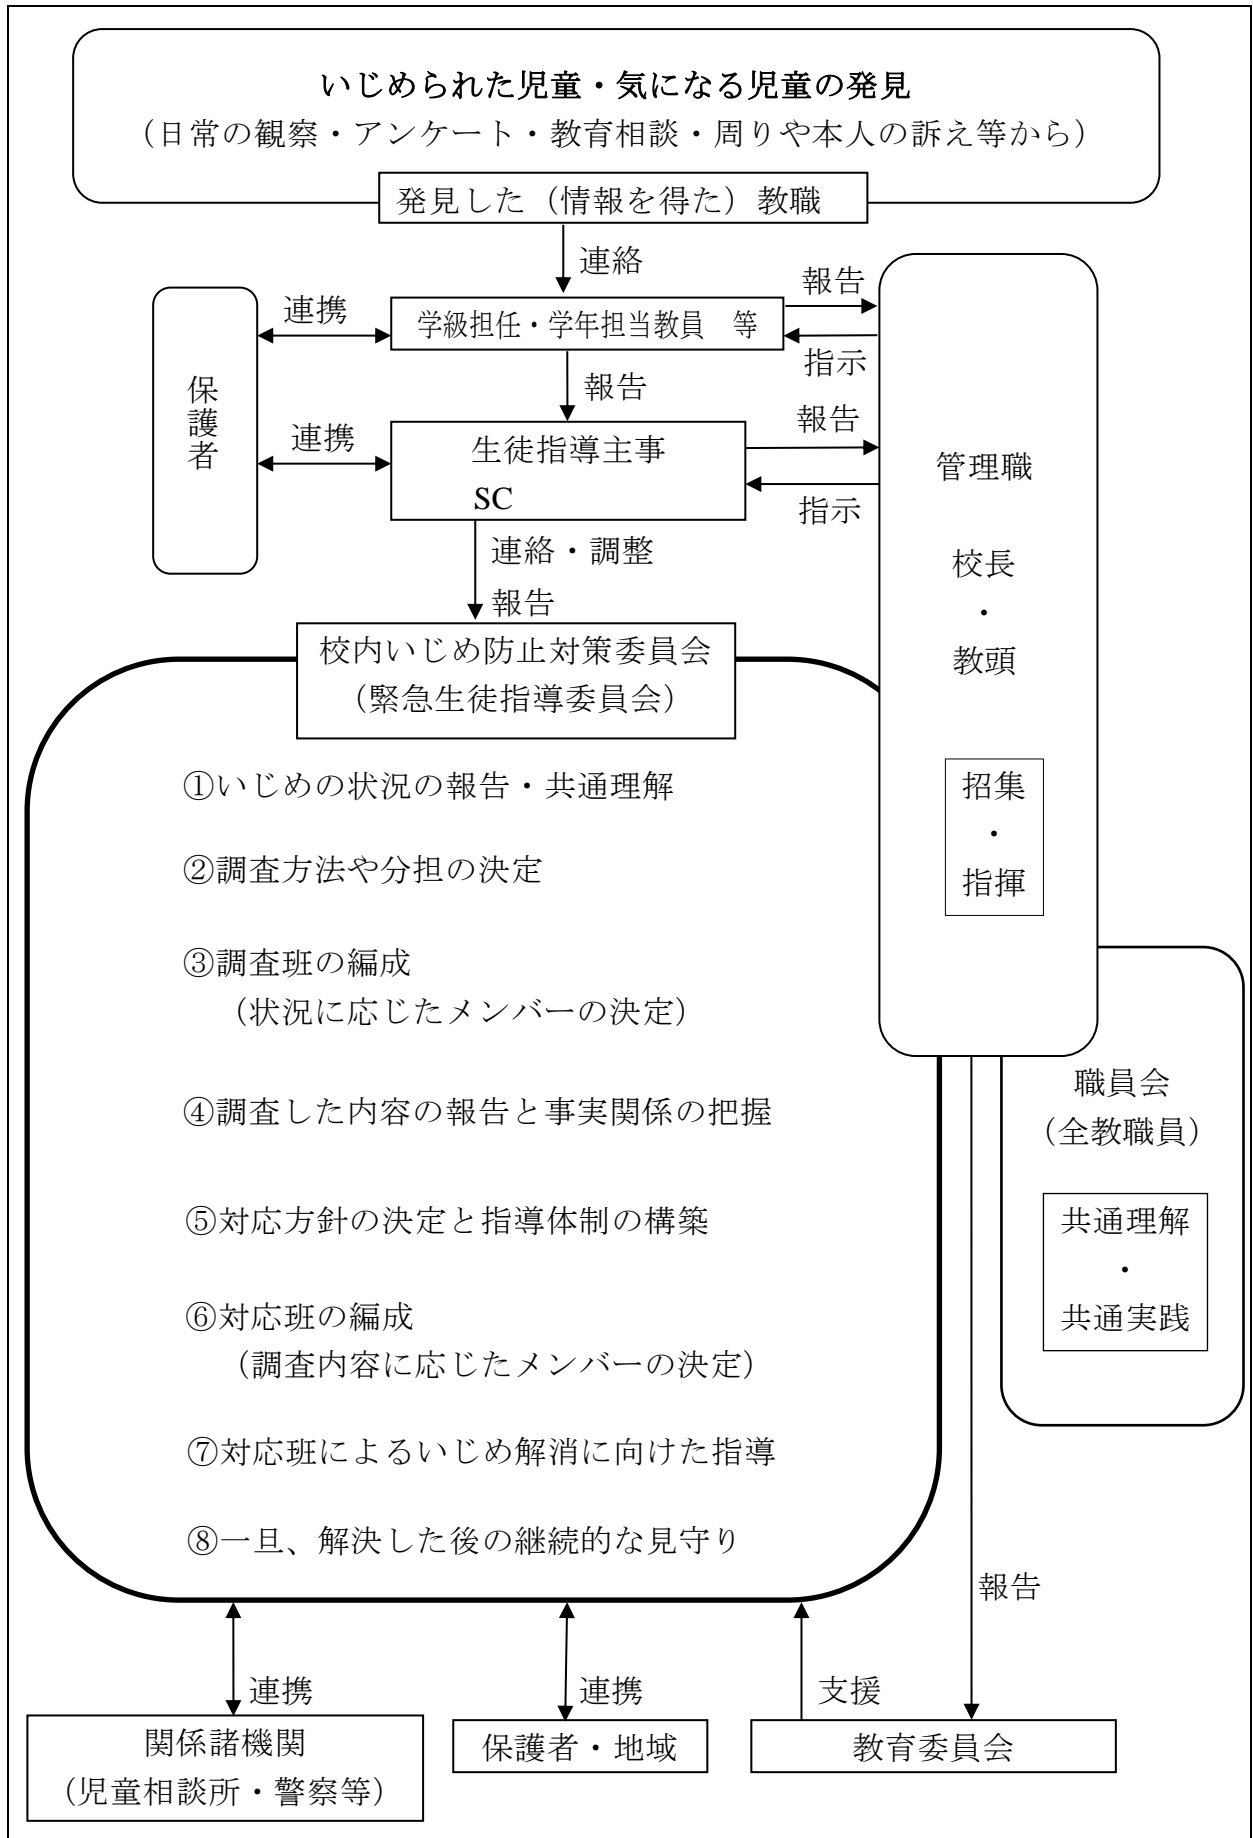 いじめられた児童・気になる児童の発見
（日常の観察・アンケート・教育相談・周りや本人の訴え等から）
発見した（情報を得た）教職
連絡
報告
連携
学級担任・学年担当教員　等
指示
保護者
報告
報告
連携
生徒指導主事
SC
指示
管理職
校長
・
教頭
招集
・
指揮
連絡・調整
報告
校内いじめ防止対策委員会
（緊急生徒指導委員会）
①いじめの状況の報告・共通理解
②調査方法や分担の決定
③調査班の編成
（状況に応じたメンバーの決定）
④調査した内容の報告と事実関係の把握
⑤対応方針の決定と指導体制の構築
⑥対応班の編成
（調査内容に応じたメンバーの決定）
⑦対応班によるいじめ解消に向けた指導
⑧一旦、解決した後の継続的な見守り
職員会
（全教職員）
共通理解
・
共通実践
報告
連携
連携
支援
関係諸機関
（児童相談所・警察等）
保護者・地域
教育委員会